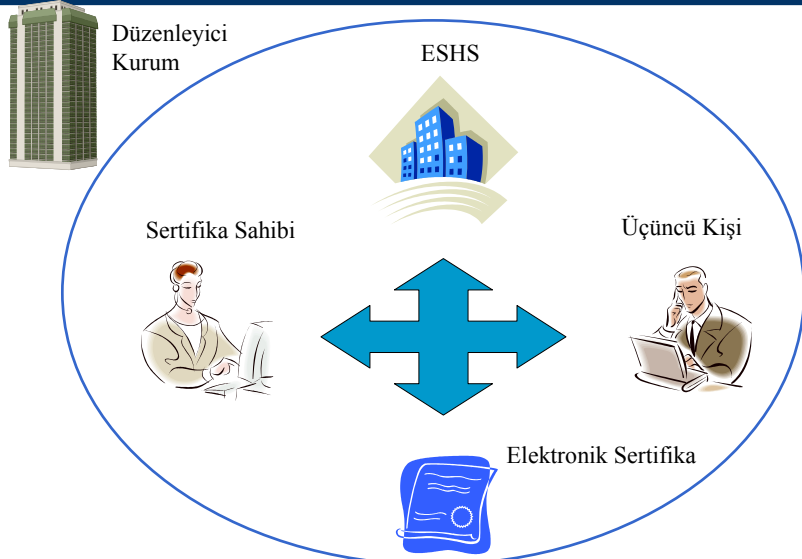 Düzenleyici
Kurum
ESHS
Sertifika Sahibi
Üçüncü Kişi
Elektronik Sertifika